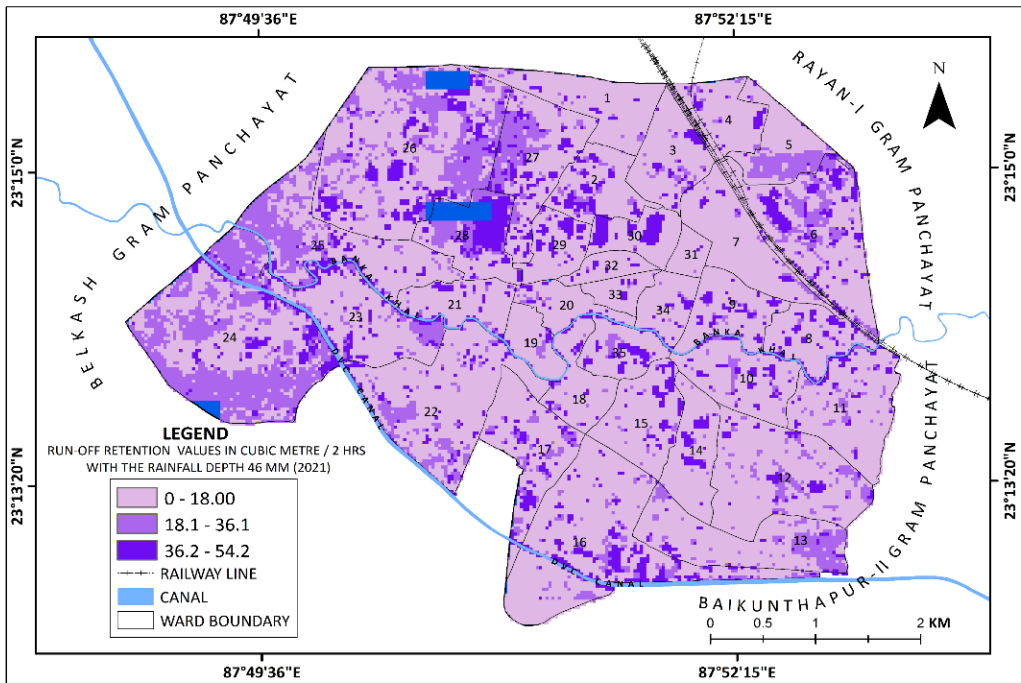 87°49'36"E 87°52'15"E
BELKASH GRAM PANCHAYAT
RAYAN-I GRAM PANCHAYAT
N
23°15'0"N 23°15'0"N
1
4
3
5
26
27
2
6
28
29
30
7
31
25
32
BANKA KHAL
21
20
33
34
9
23
24
19
35
BANKA KHAL
8
DVC CANAL
10
22
18
15
11
14
17
12
16
13
DVC CANAL
BAIKUNTHAPUR-II GRAM PANCHAYAT
23°13'20"N 23°13'20"N
LEGEND
RUN-OFF RETENTION VALUES IN CUBIC METRE / 2 HRS
WITH THE RAINFALL DEPTH 46 MM (2021)
0 - 18.00
18.1 - 36.1
36.2 - 54.2
RAILWAY LINE
CANAL
WARD BOUNDARY
0 0.5 1 2 KM
87°49'36"E 87°52'15"E